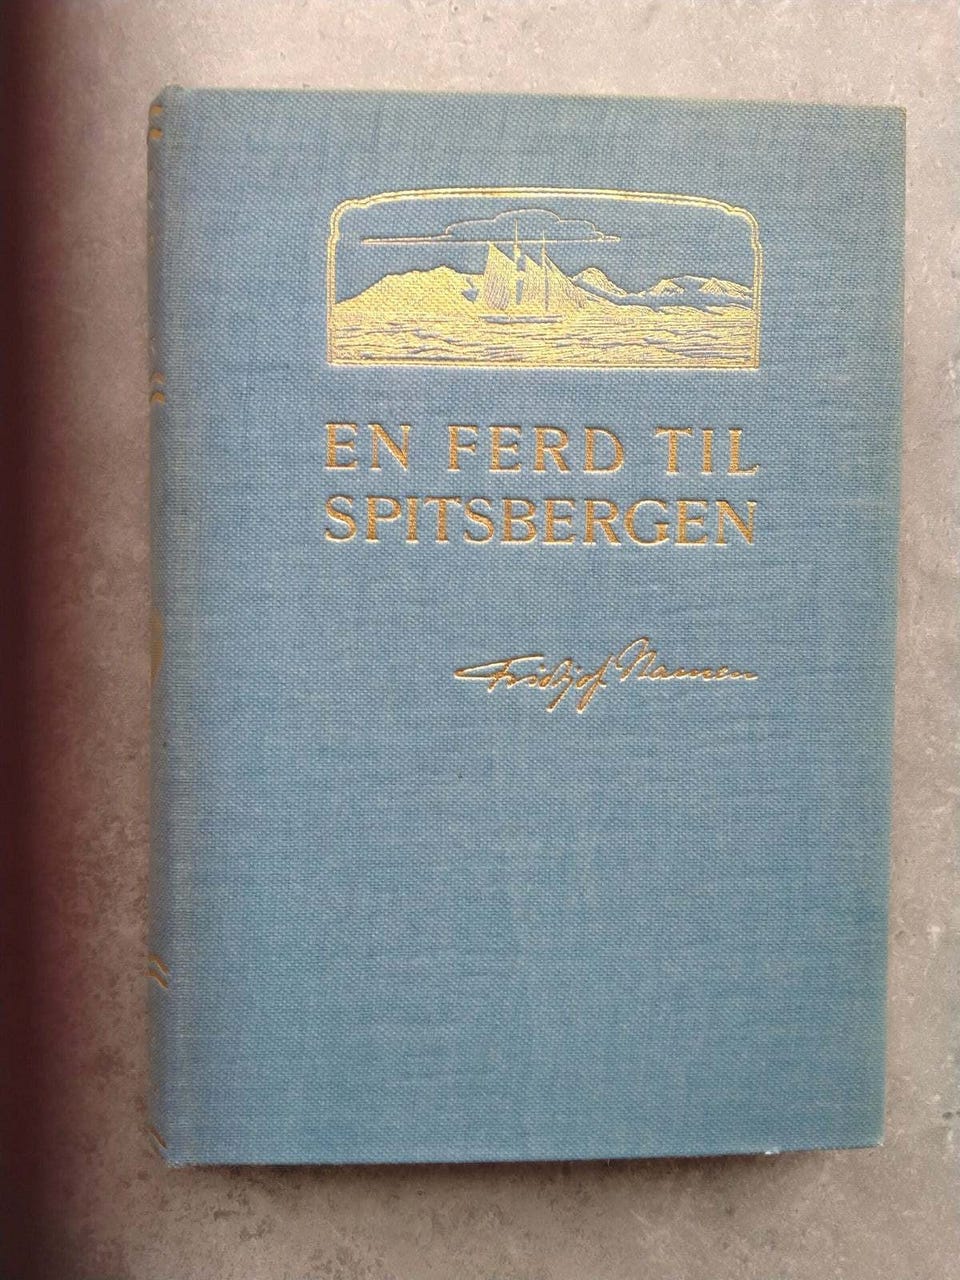 EN FERD TIL
SPITSBERGEN
Fridtjof Nansen